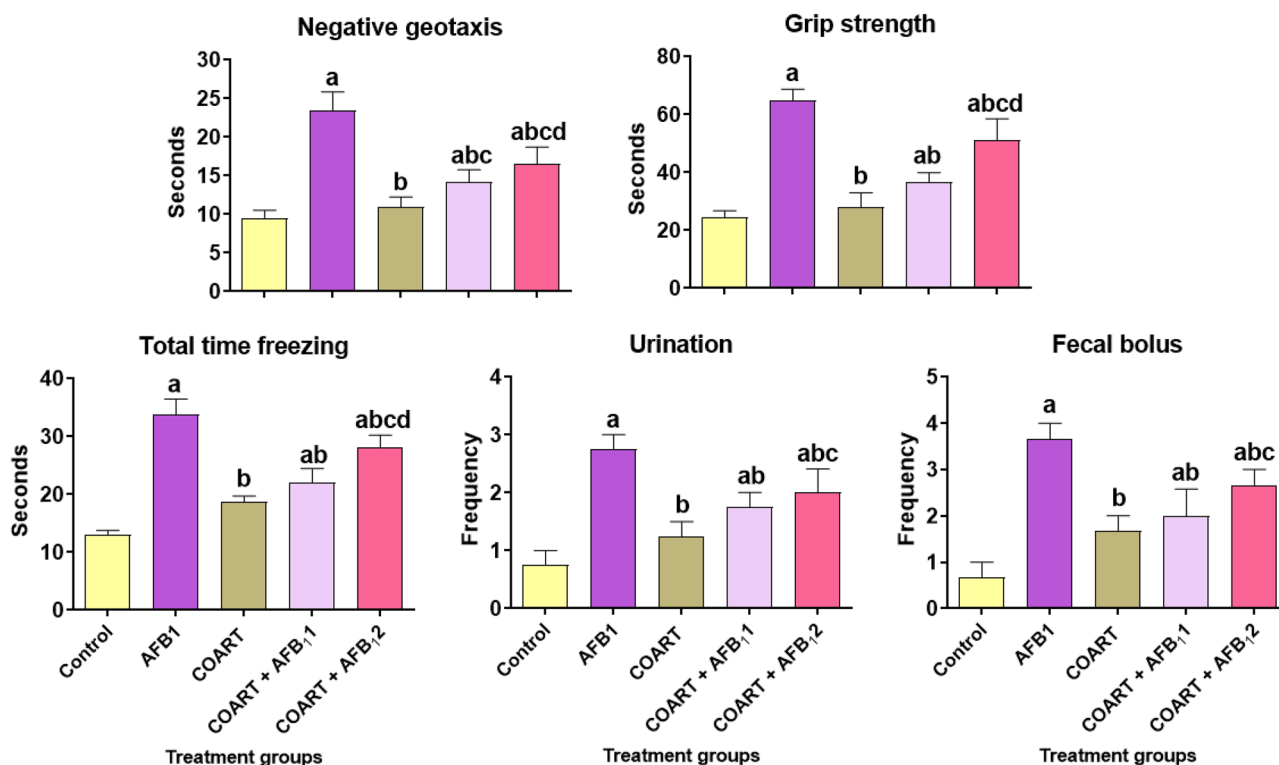 Negative geotaxis
Seconds
30
25
20
15
10
5
0
a
b
abc
abcd
Grip strength
Seconds
80
60
40
20
0
a
b
ab
abcd
Total time freezing
Seconds
40
30
20
10
0
a
b
ab
abcd
Control
AFB1
COART
COART + AFB₁1
COART + AFB₁2
Treatment groups
Urination
Frequency
4
3
2
1
0
a
b
ab
abc
Control
AFB1
COART
COART + AFB₁1
COART + AFB₁2
Treatment groups
Fecal bolus
Frequency
5
4
3
2
1
0
a
b
ab
abc
Control
AFB1
COART
COART + AFB₁1
COART + AFB₁2
Treatment groups